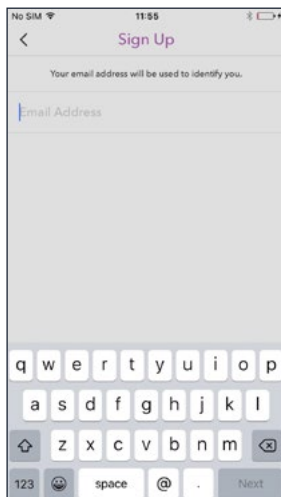 No SIM 11:55
Sign Up
Your email address will be used to identify you.
Email Address
q w e r t y u i o p
a s d f g h j k l
z x c v b n m
123 space @ . Next